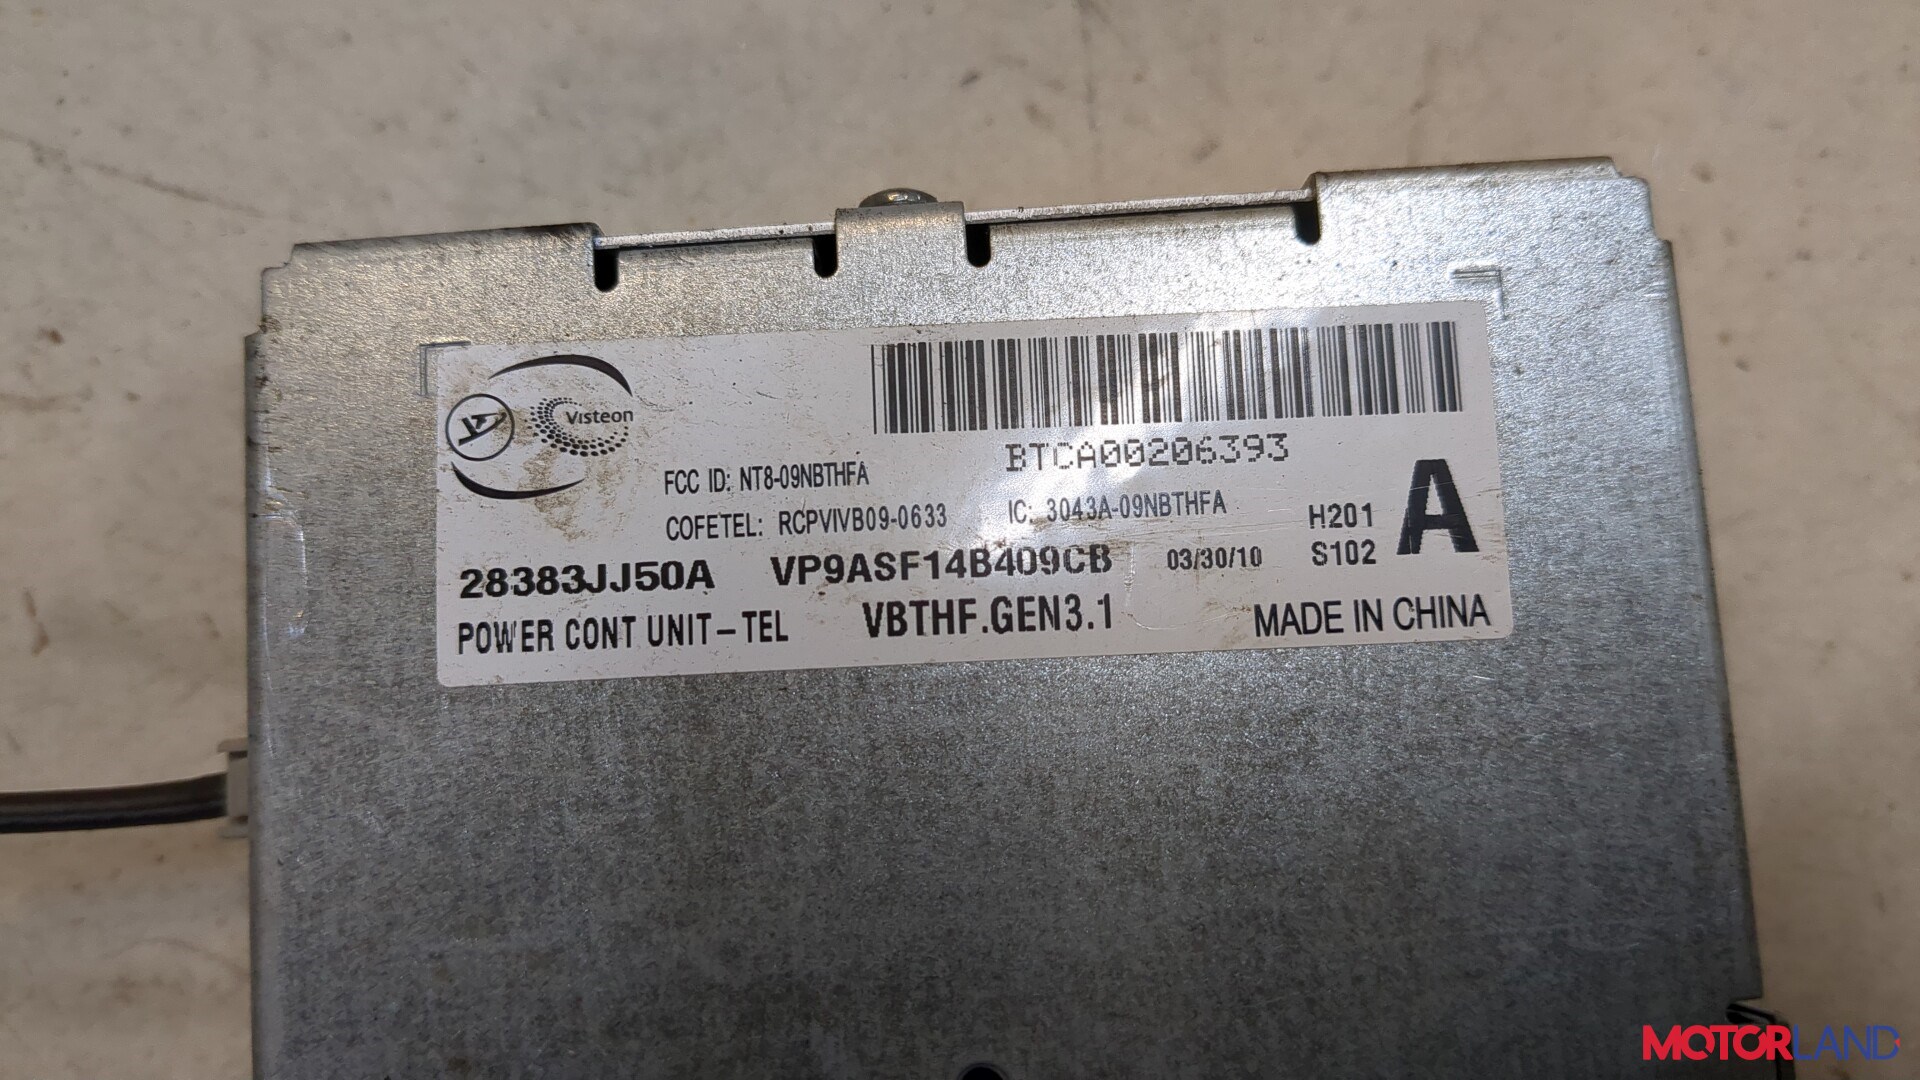 Visteon
BTCA00206393
FCC ID: NT8-09NBTHFA
COFETEL: RCPVIVB09-0633
IC: 3043A-09NBTHFA
H201
A
28383JJ50A
VP9ASF14B409CB
03/30/10
S102
POWER CONT UNIT-TEL
VBTHF.GEN3.1
MADE IN CHINA
MOTORLAND